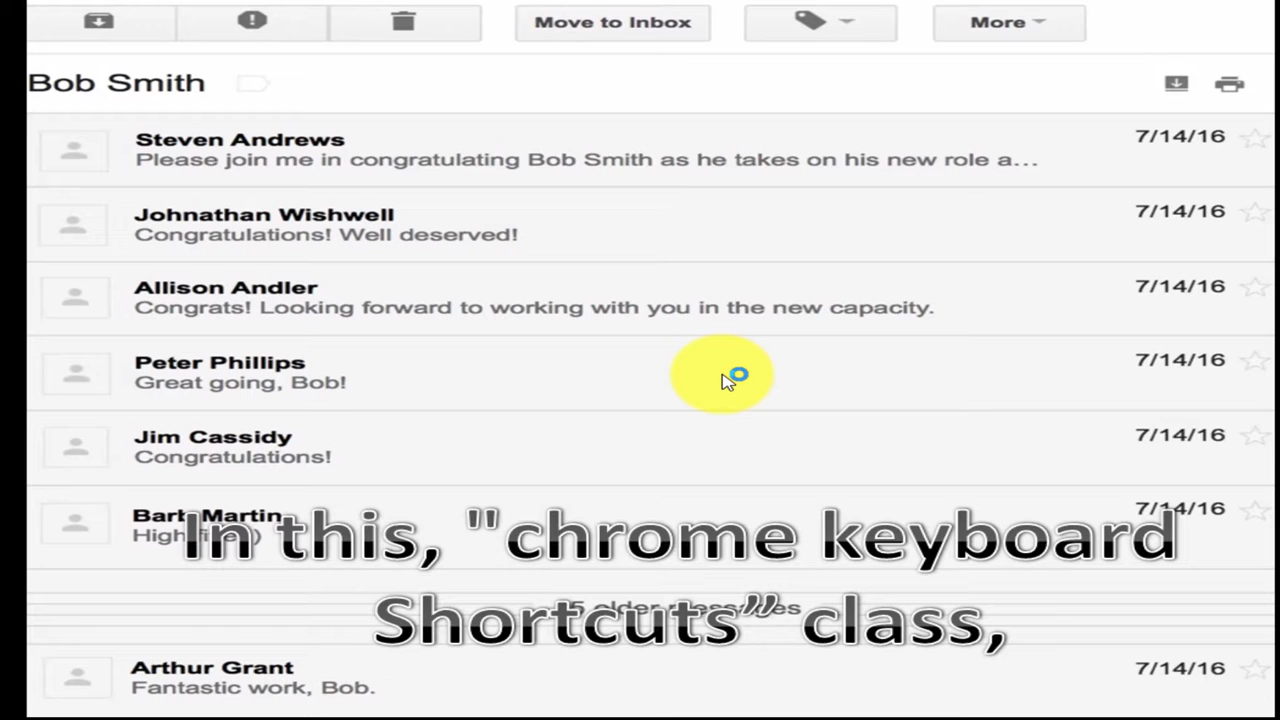 Move to Inbox
More
Bob Smith
Steven Andrews 7/14/16
Please join me in congratulating Bob Smith as he takes on his new role a...
Johnathan Wishwell 7/14/16
Congratulations! Well deserved!
Allison Andler 7/14/16
Congrats! Looking forward to working with you in the new capacity.
Peter Phillips 7/14/16
Great going, Bob!
Jim Cassidy 7/14/16
Congratulations!
Barb Martin 7/14/16
In this, "chrome keyboard
older messages
Shortcuts” class,
Arthur Grant 7/14/16
Fantastic work, Bob.